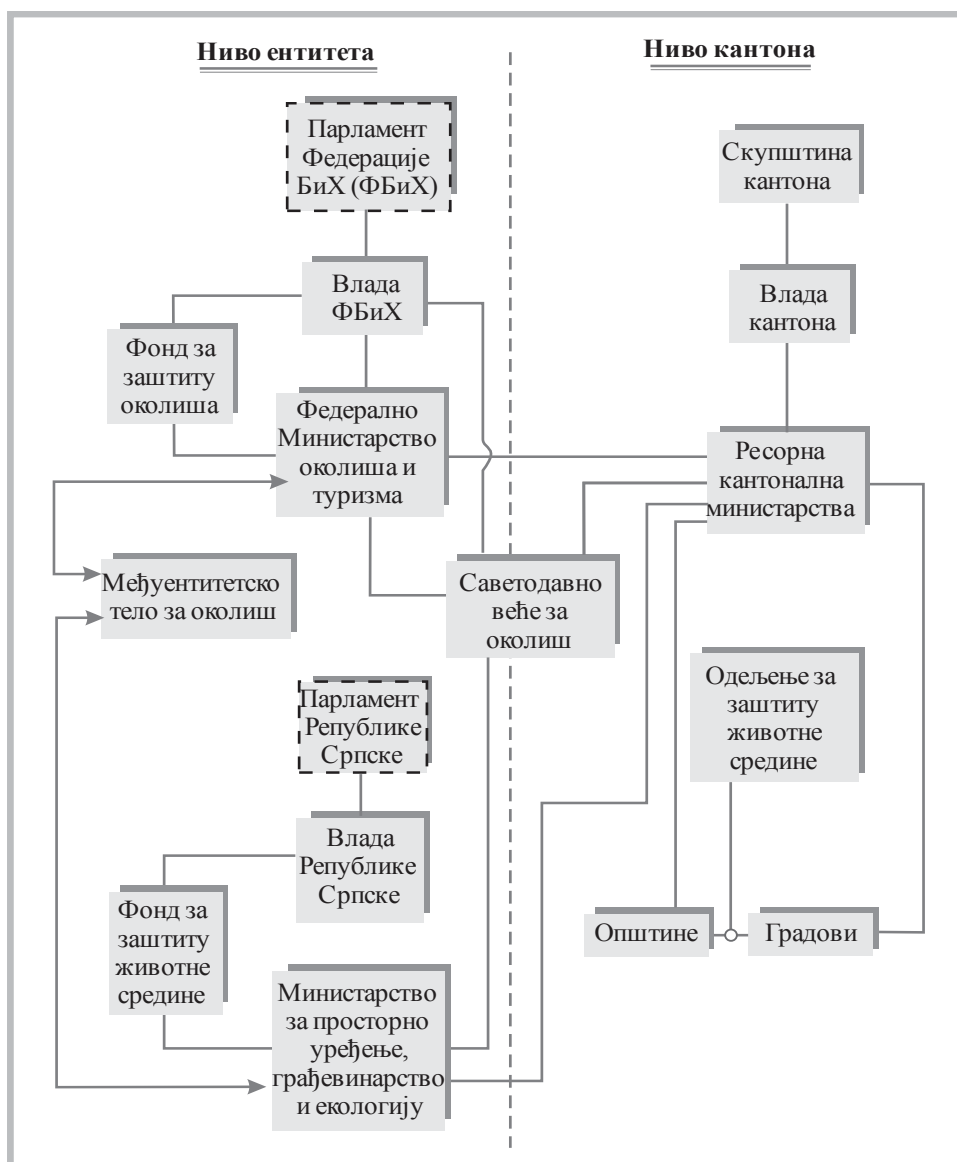 Ниво ентитета
Ниво кантона
Парламент
Федерације
БиХ (ФБиХ)
Скупштина
кантона
Влада
ФБиХ
Влада
кантона
Фонд за
заштиту
околиша
Федерално
Министарство
околиша и
туризма
Ресорна
кантонална
министарства
Међуентитетско
тело за околиш
Саветодавно
веће за
околиш
Парламент
Републике
Српске
Одељење за
заштиту
животне
средине
Влада
Републике
Српске
Фонд за
заштиту
животне
средине
Општине
Градови
Министарство
за просторно
уређење,
грађевинарство
и екологију